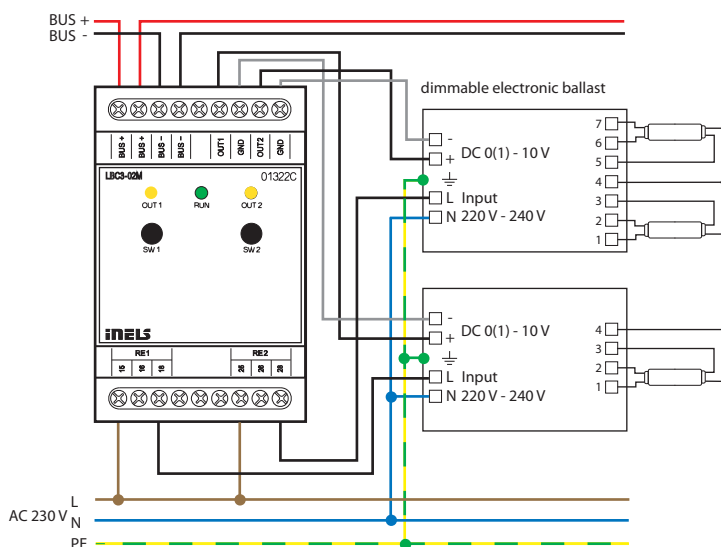 BUS +
BUS -
dimmable electronic ballast
BUS +
BUS +
BUS –
BUS –
OUT1
GND
OUT2
GND
LBC3-02M
01322C
OUT 1
RUN
OUT 2
SW 1
SW 2
iNELS
RE1
RE2
15
16
18
25
26
28
-
+
DC 0(1) - 10 V
L Input
N 220 V - 240 V
7
6
5
4
3
2
1
-
+
DC 0(1) - 10 V
L Input
N 220 V - 240 V
4
3
2
1
AC 230 V
L
N
PE